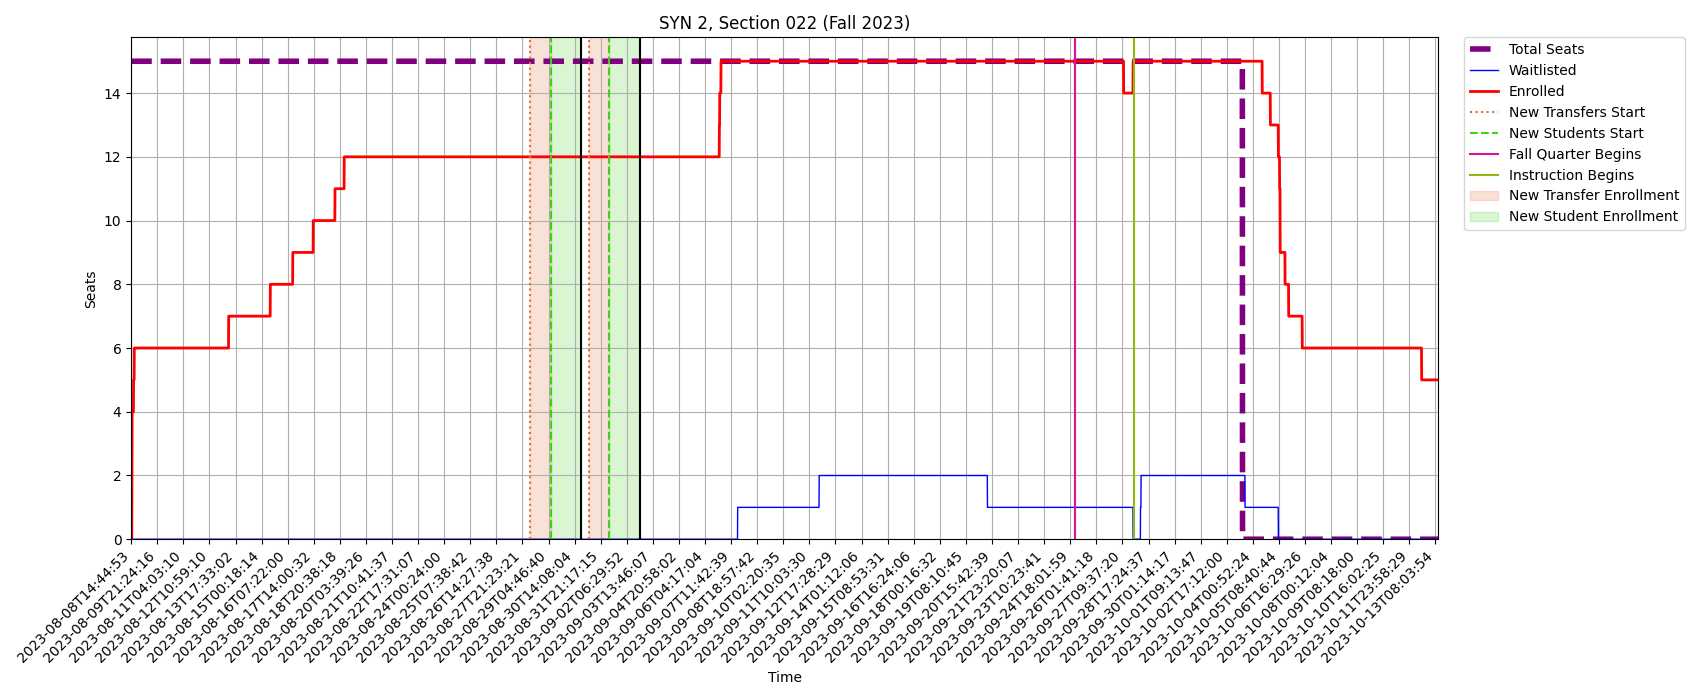 SYN 2, Section 022 (Fall 2023)
Total Seats
Waitlisted
Enrolled
New Transfers Start
New Students Start
Fall Quarter Begins
Instruction Begins
New Transfer Enrollment
New Student Enrollment
Seats
14
12
10
8
6
4
2
0
2023-08-08T14:44:53
2023-08-09T21:24:16
2023-08-11T04:03:10
2023-08-12T10:59:10
2023-08-13T17:33:02
2023-08-15T00:18:14
2023-08-16T07:22:00
2023-08-17T14:00:32
2023-08-18T20:38:18
2023-08-20T03:39:26
2023-08-21T10:41:37
2023-08-22T17:31:07
2023-08-24T00:24:00
2023-08-25T07:38:42
2023-08-26T14:27:38
2023-08-27T21:23:21
2023-08-29T04:46:40
2023-08-30T14:08:04
2023-08-31T21:17:15
2023-09-02T06:29:52
2023-09-03T13:46:07
2023-09-04T20:58:02
2023-09-06T04:17:04
2023-09-07T11:42:39
2023-09-08T18:57:42
2023-09-10T02:20:35
2023-09-11T10:03:30
2023-09-12T17:28:29
2023-09-14T01:12:06
2023-09-15T08:53:31
2023-09-16T16:24:06
2023-09-18T00:16:32
2023-09-19T08:10:45
2023-09-20T15:42:39
2023-09-21T23:20:07
2023-09-23T10:23:41
2023-09-24T18:01:59
2023-09-26T01:41:18
2023-09-27T09:37:20
2023-09-28T17:24:37
2023-09-30T01:14:17
2023-10-01T09:13:47
2023-10-02T17:12:00
2023-10-04T00:52:24
2023-10-05T08:40:44
2023-10-06T16:29:26
2023-10-08T00:12:04
2023-10-09T08:18:00
2023-10-10T16:02:25
2023-10-11T23:58:29
2023-10-13T08:03:54
Time